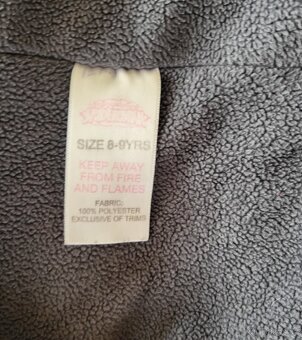 SIZE 8-9YRS
KEEP AWAY
FROM FIRE
AND FLAMES
FABRIC:
100% POLYESTER
EXCLUSIVE OF TRIMS